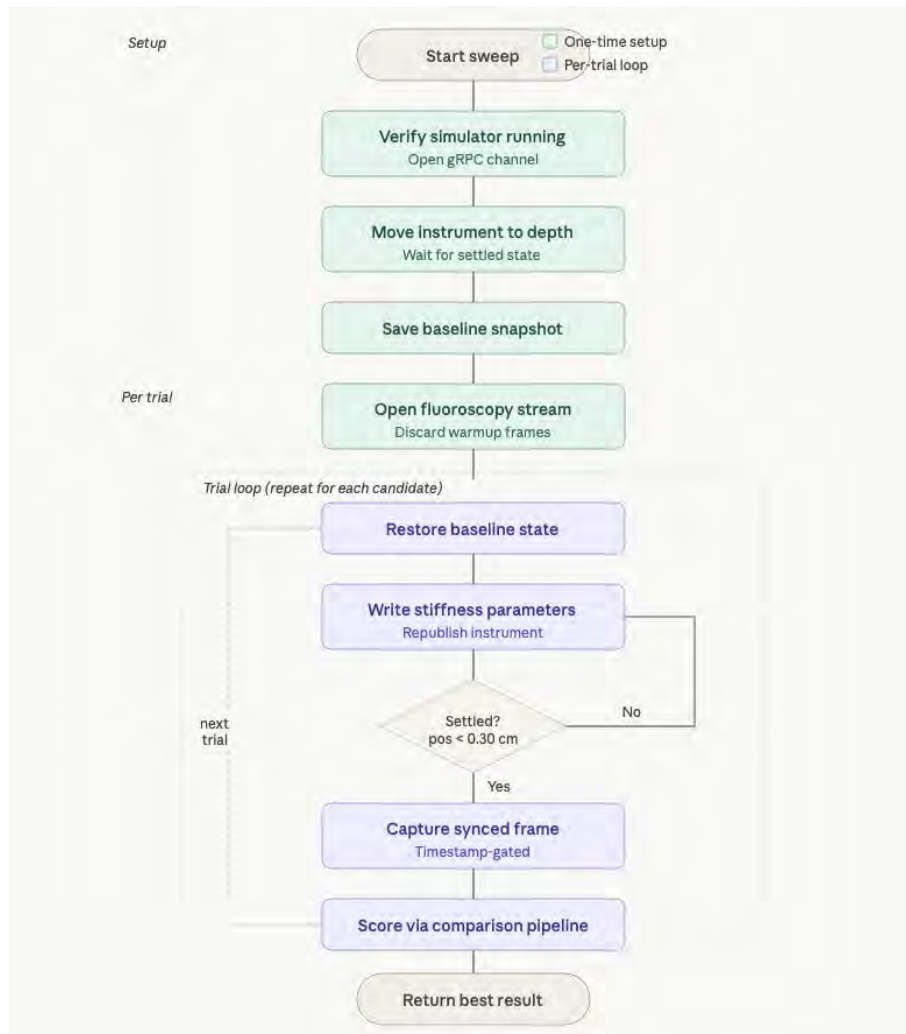 Setup
Start sweep
One-time setup
Per-trial loop
Verify simulator running
Open gRPC channel
Move instrument to depth
Wait for settled state
Save baseline snapshot
Per trial
Open fluoroscopy stream
Discard warmup frames
Trial loop (repeat for each candidate)
Restore baseline state
Write stiffness parameters
Republish instrument
Settled?
pos < 0.30 cm
No
next
trial
Yes
Capture synced frame
Timestamp-gated
Score via comparison pipeline
Return best result